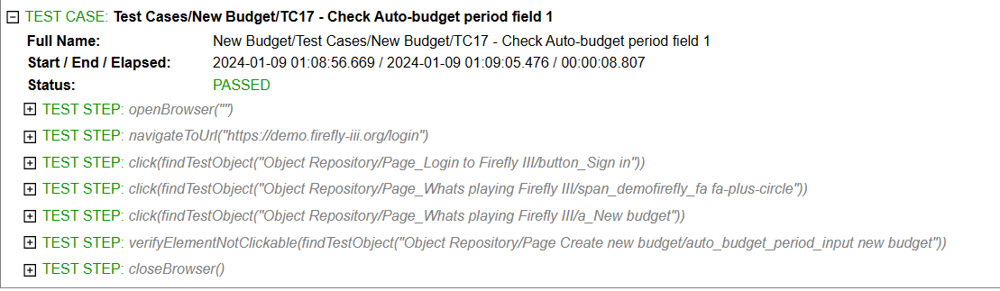 TEST CASE: Test Cases/New Budget/TC17 - Check Auto-budget period field 1
Full Name: New Budget/Test Cases/New Budget/TC17 - Check Auto-budget period field 1
Start / End / Elapsed: 2024-01-09 01:08:56.669 / 2024-01-09 01:09:05.476 / 00:00:08.807
Status: PASSED
TEST STEP: openBrowser("")
TEST STEP: navigateToUrl("https://demo.firefly-iii.org/login")
TEST STEP: click(findTestObject("Object Repository/Page_Login to Firefly III/button_Sign in"))
TEST STEP: click(findTestObject("Object Repository/Page_Whats playing Firefly III/span_demofirefly_fa fa-plus-circle"))
TEST STEP: click(findTestObject("Object Repository/Page_Whats playing Firefly III/a_New budget"))
TEST STEP: verifyElementNotClickable(findTestObject("Object Repository/Page Create new budget/auto_budget_period_input new budget"))
TEST STEP: closeBrowser()